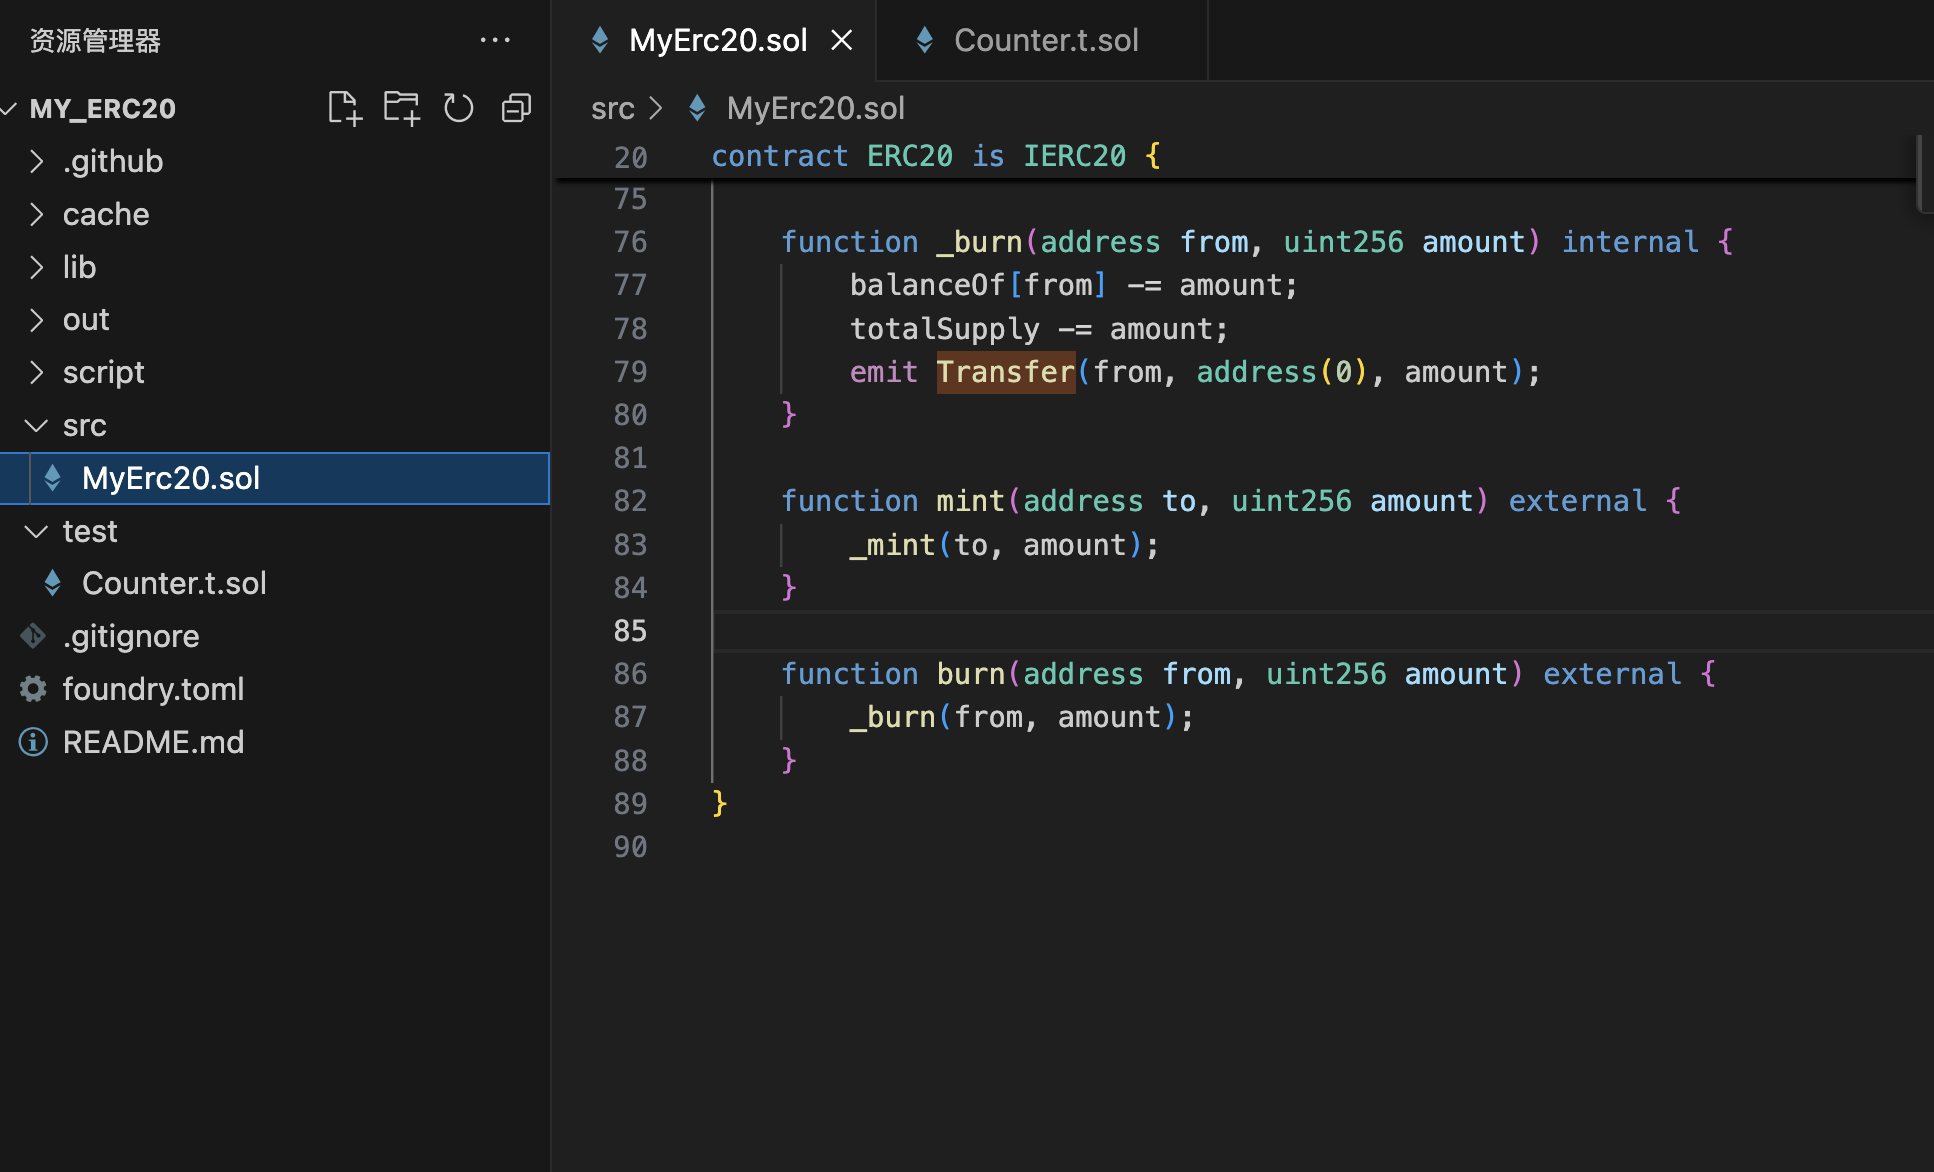 资源管理器
MY_ERC20
.github
cache
lib
out
script
src
MyErc20.sol
test
Counter.t.sol
.gitignore
foundry.toml
README.md
MyErc20.sol
Counter.t.sol
src > MyErc20.sol
20 contract ERC20 is IERC20 {
75
76 function _burn(address from, uint256 amount) internal {
77 balanceOf[from] -= amount;
78 totalSupply -= amount;
79 emit Transfer(from, address(0), amount);
80 }
81
82 function mint(address to, uint256 amount) external {
83 _mint(to, amount);
84 }
85
86 function burn(address from, uint256 amount) external {
87 _burn(from, amount);
88 }
89 }
90